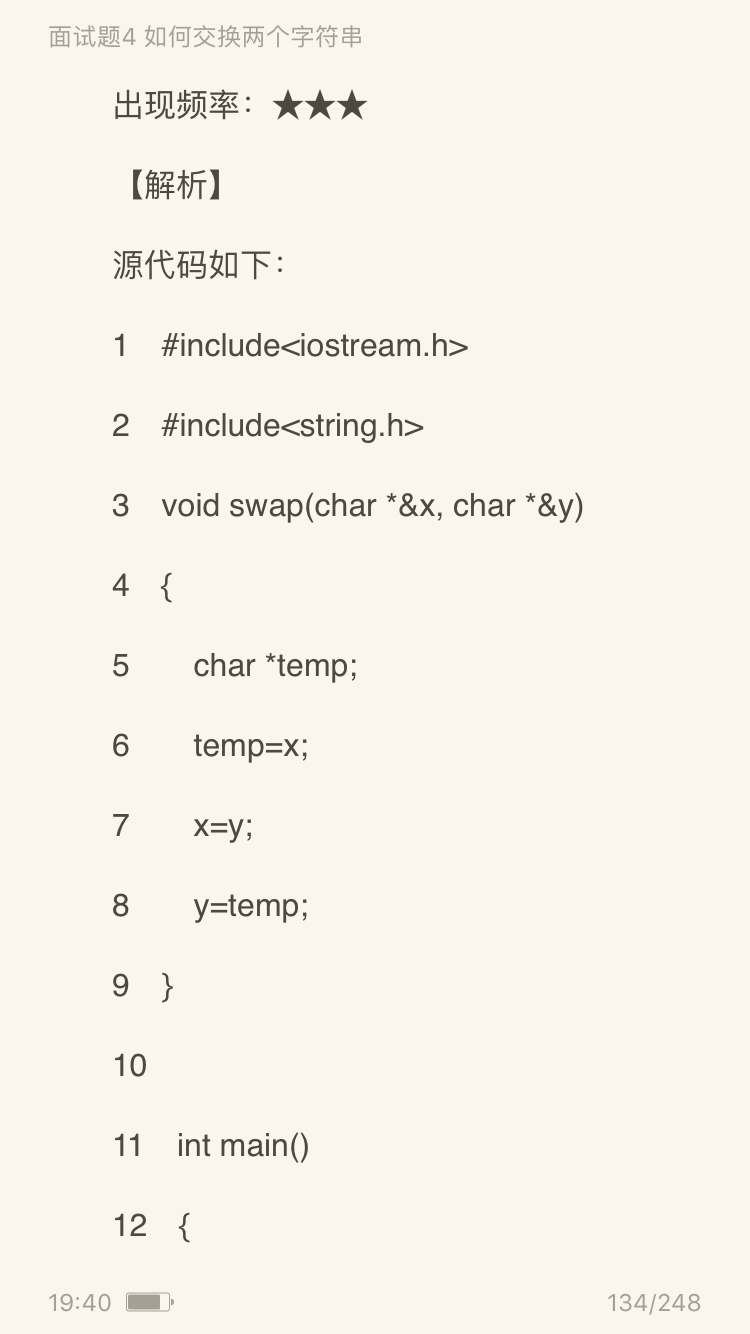 面试题4 如何交换两个字符串
出现频率：★★★
【解析】
源代码如下：
1 #include<iostream.h>
2 #include<string.h>
3 void swap(char *&x, char *&y)
4 {
5 char *temp;
6 temp=x;
7 x=y;
8 y=temp;
9 }
10
11 int main()
12 {
19:40 134/248